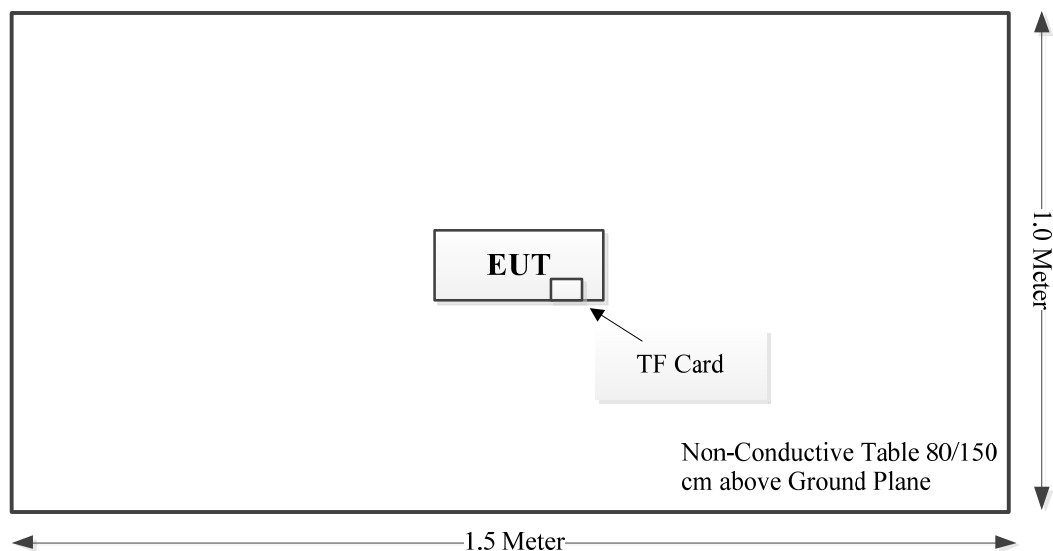 EUT
TF Card
Non-Conductive Table 80/150
cm above Ground Plane
1.0 Meter
1.5 Meter